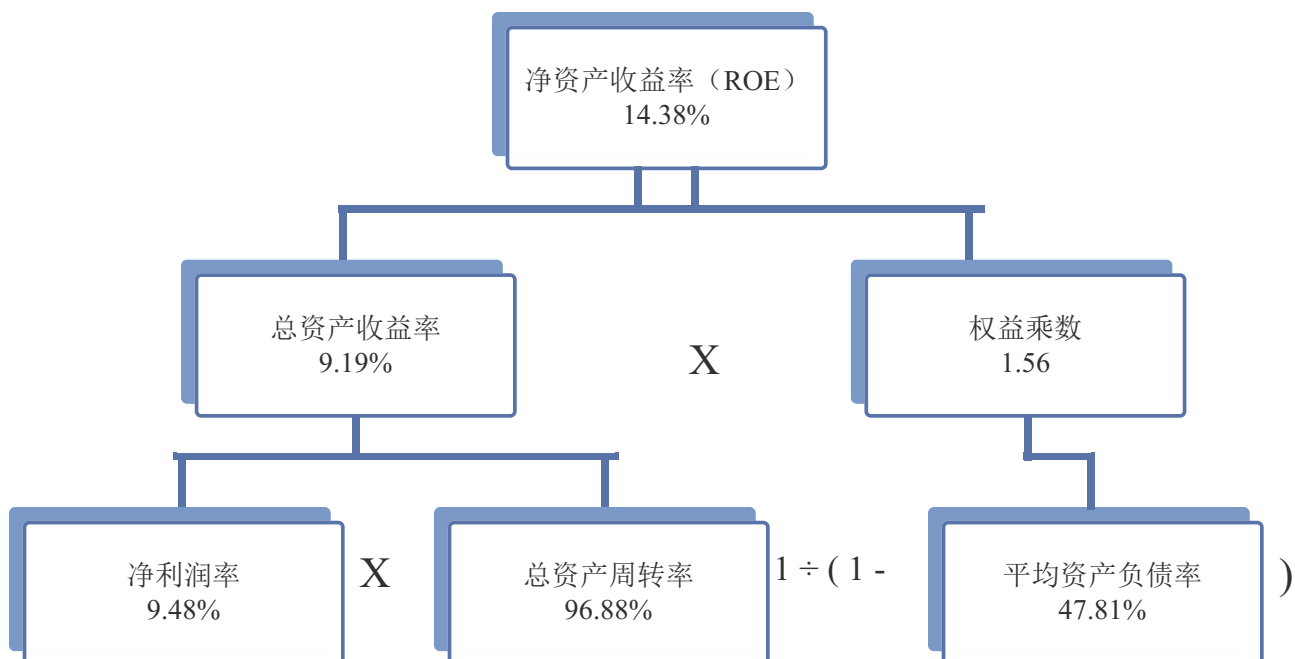 净资产收益率（ROE）
14.38%
总资产收益率
9.19%
X
权益乘数
1.56
净利润率
9.48%
X
总资产周转率
96.88%
1 ÷ ( 1 -
平均资产负债率
47.81%
)